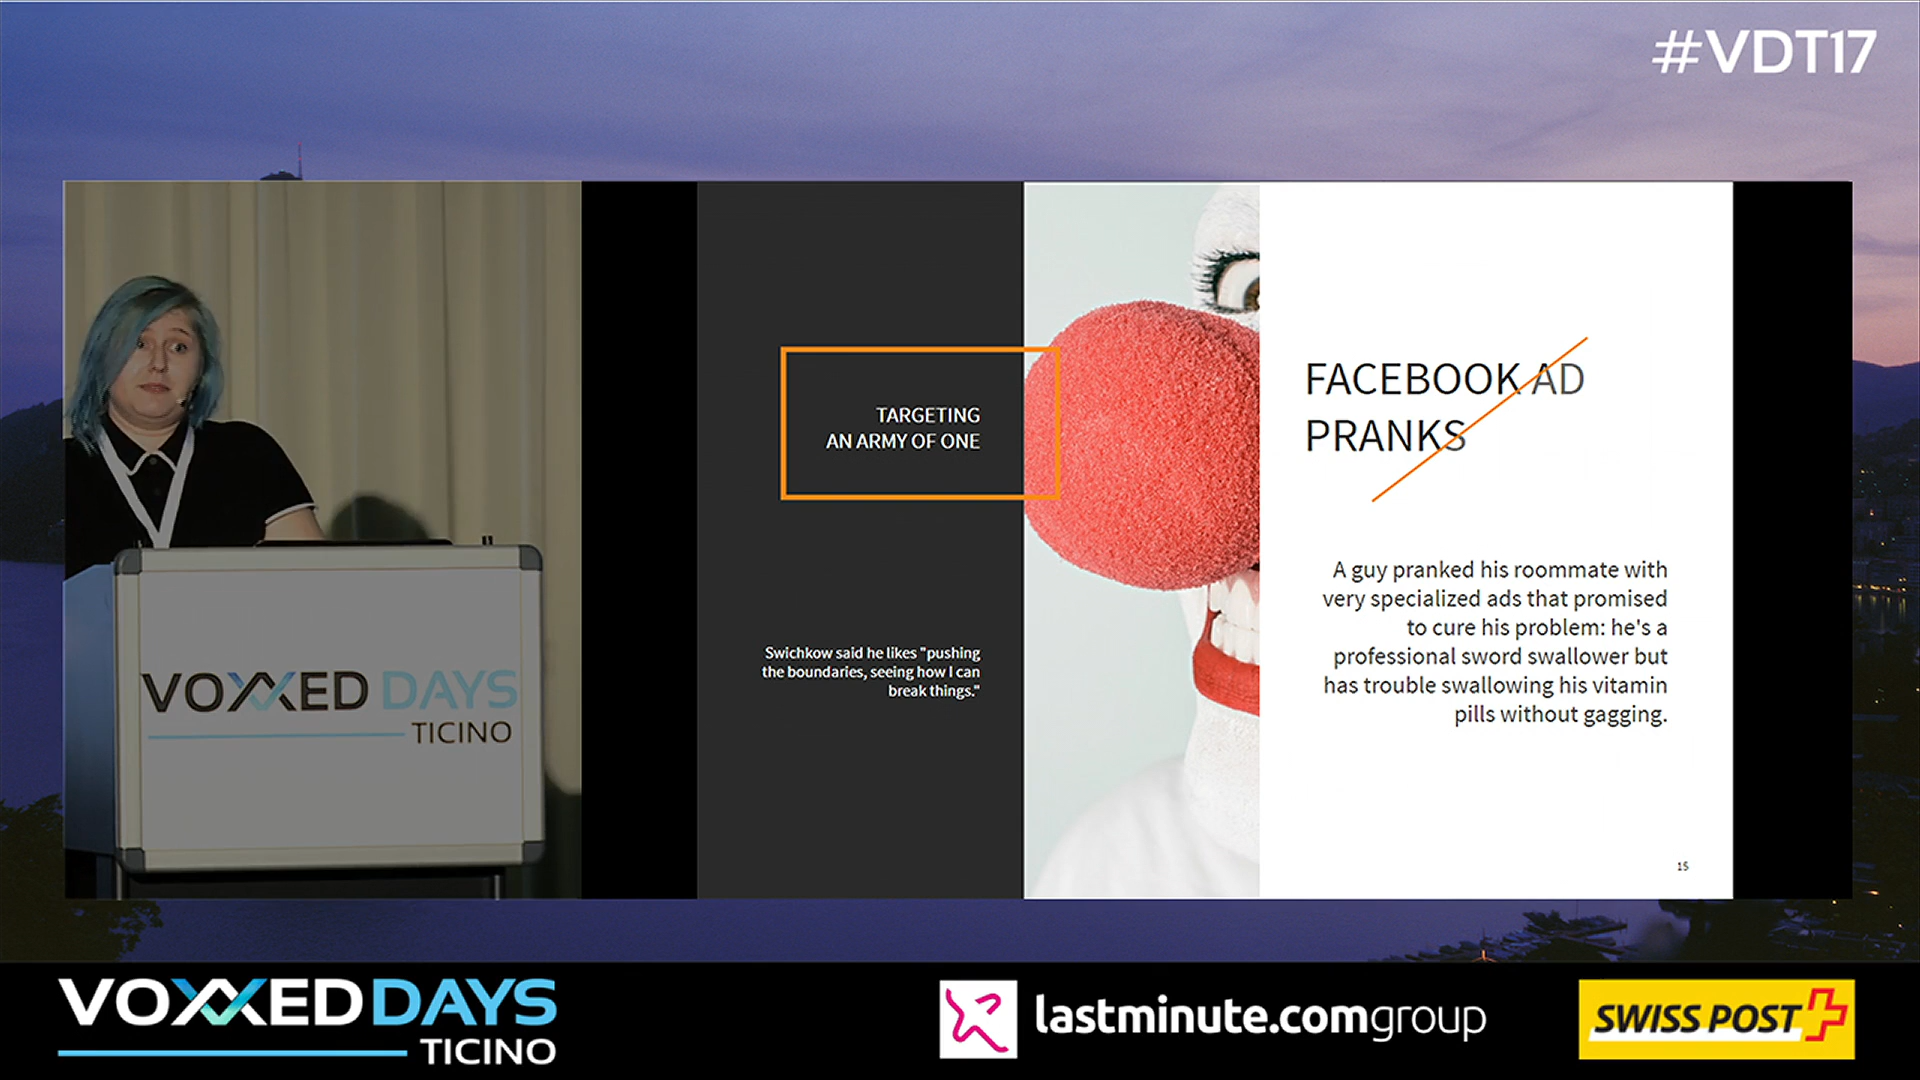 #VDT17
TARGETING
AN ARMY OF ONE
Swichkow said he likes "pushing
the boundaries, seeing how I can
break things."
FACEBOOK AD
PRANKS
A guy pranked his roommate with
very specialized ads that promised
to cure his problem: he's a
professional sword swallower but
has trouble swallowing his vitamin
pills without gagging.
15
VOXXED DAYS
TICINO
VOXXED DAYS
TICINO
lastminute.comgroup
SWISS POST